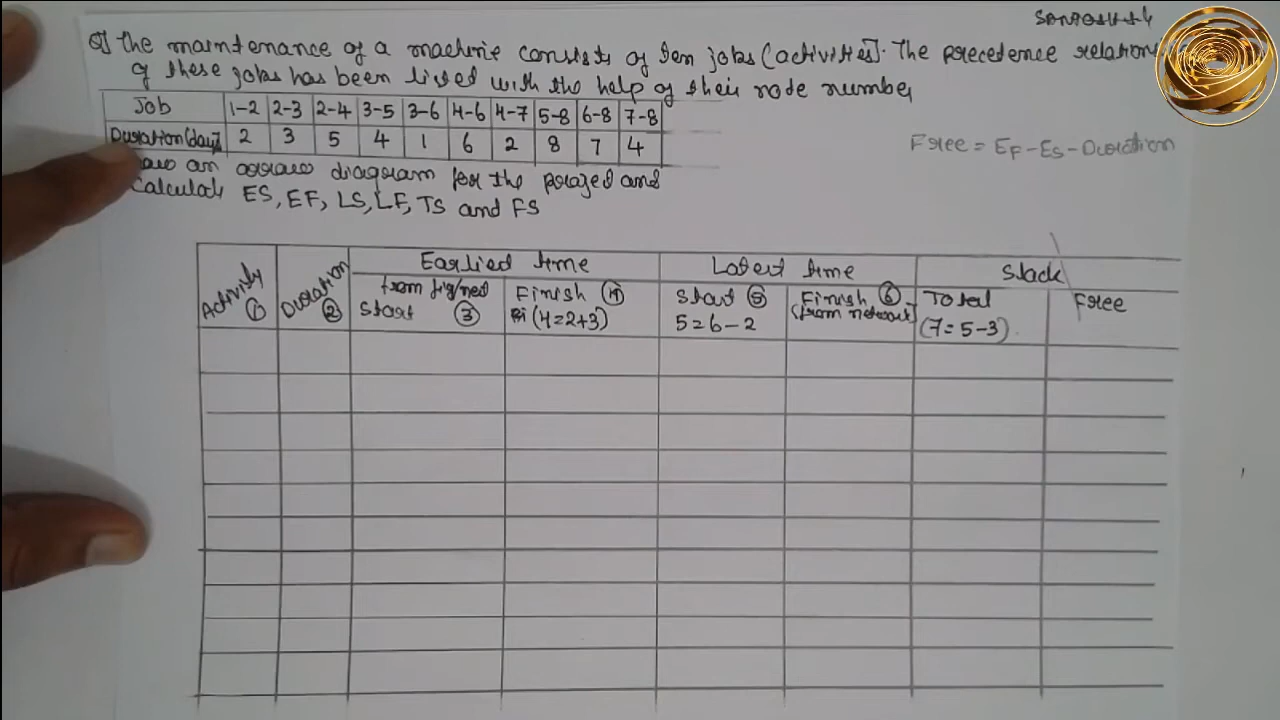 Q] The maintenance of a machine consists of ten jobs (activities]. The precedence relations
of these jobs has been listed with the help of their node number
Job 1-2 2-3 2-4 3-5 3-6 4-6 4-7 5-8 6-8 7-8
Duration(days) 2 3 5 4 1 6 2 8 7 4
an arrow diagram for the project and
Calculate ES, EF, LS, LF, TS and FS
Free = EF-ES-Duration
Activity ① Duration ② Earliest time Latest time Slack
from fig/ned Start ③ Finish ④ (4=2+3) Start ⑤ 5=6-2 Finish ⑥ (from network) Total (7=5-3) Free